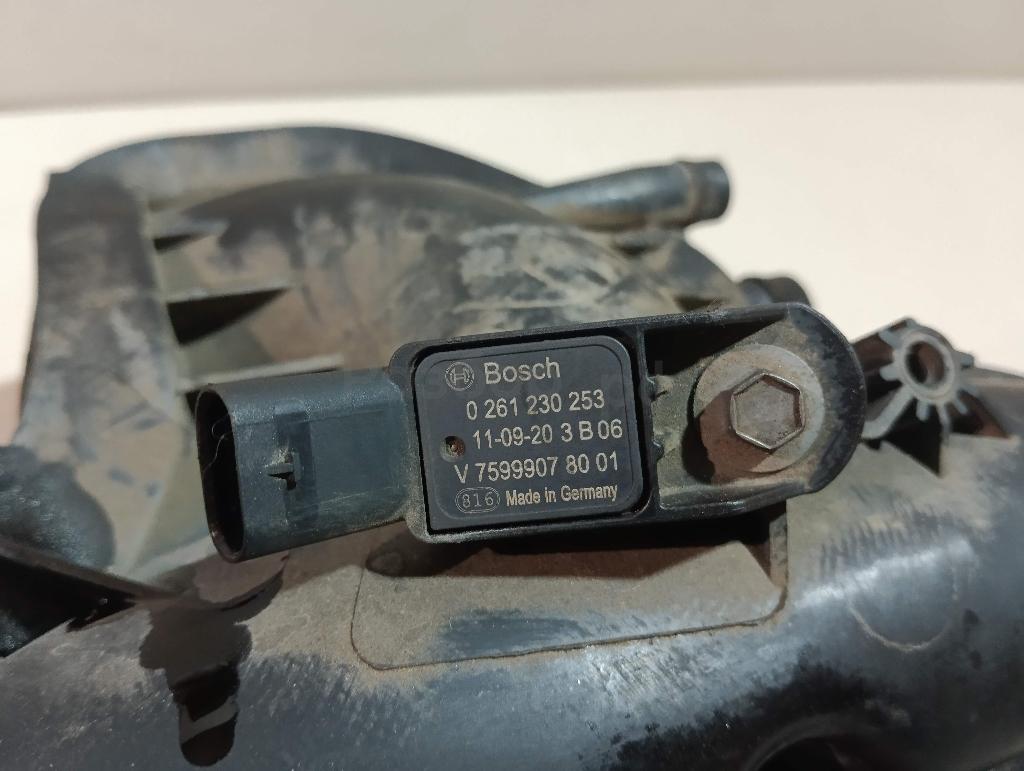 Bosch
0 261 230 253
11-09-20 3 B 06
V 7599907 80 01
816 Made in Germany